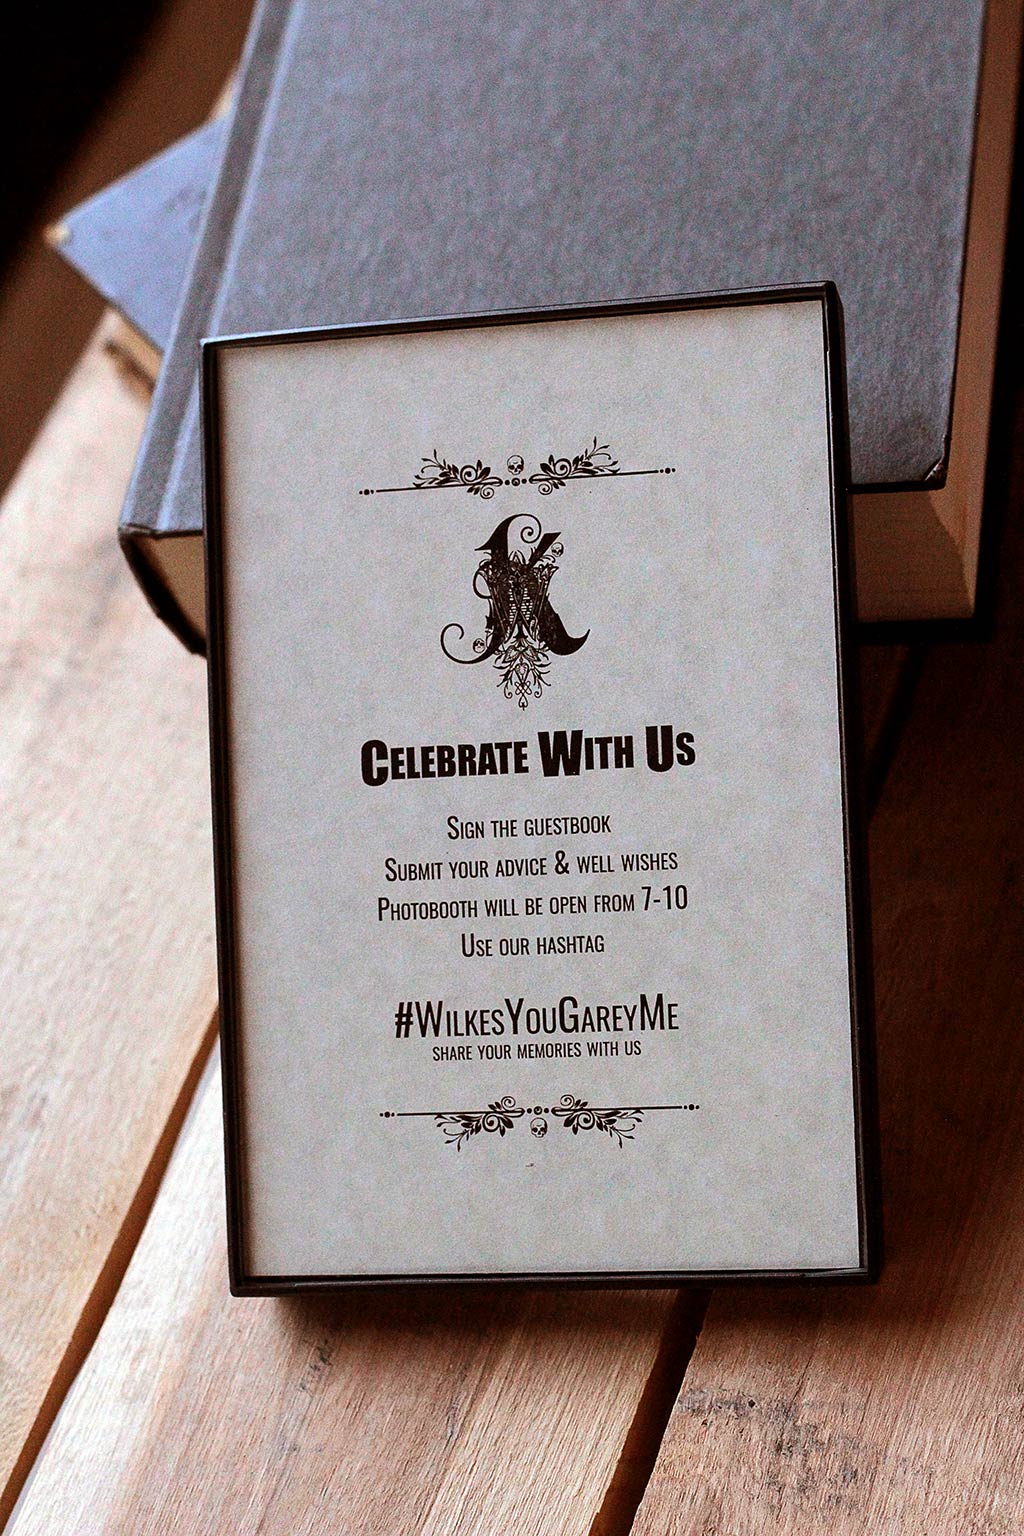 K
Celebrate With Us
Sign the guestbook
Submit your advice & well wishes
Photobooth will be open from 7-10
Use our hashtag
#WilkesYouGareyMe
share your memories with us